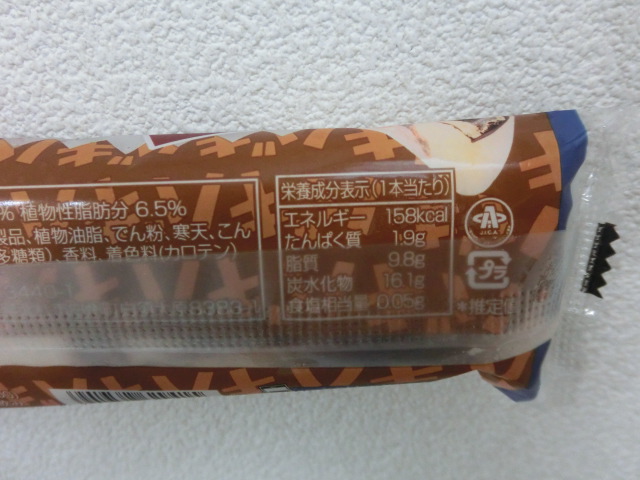 % 植物性脂肪分 6.5%
製品、植物油脂、でん粉、寒天、こん
多糖類)、香料、着色料(カロテン)
栄養成分表示(1本当たり)
エネルギー 158kcal
たんぱく質 1.9g
脂質 9.8g
炭水化物 16.1g
食塩相当量 0.05g
JICA
プラ
*推定値